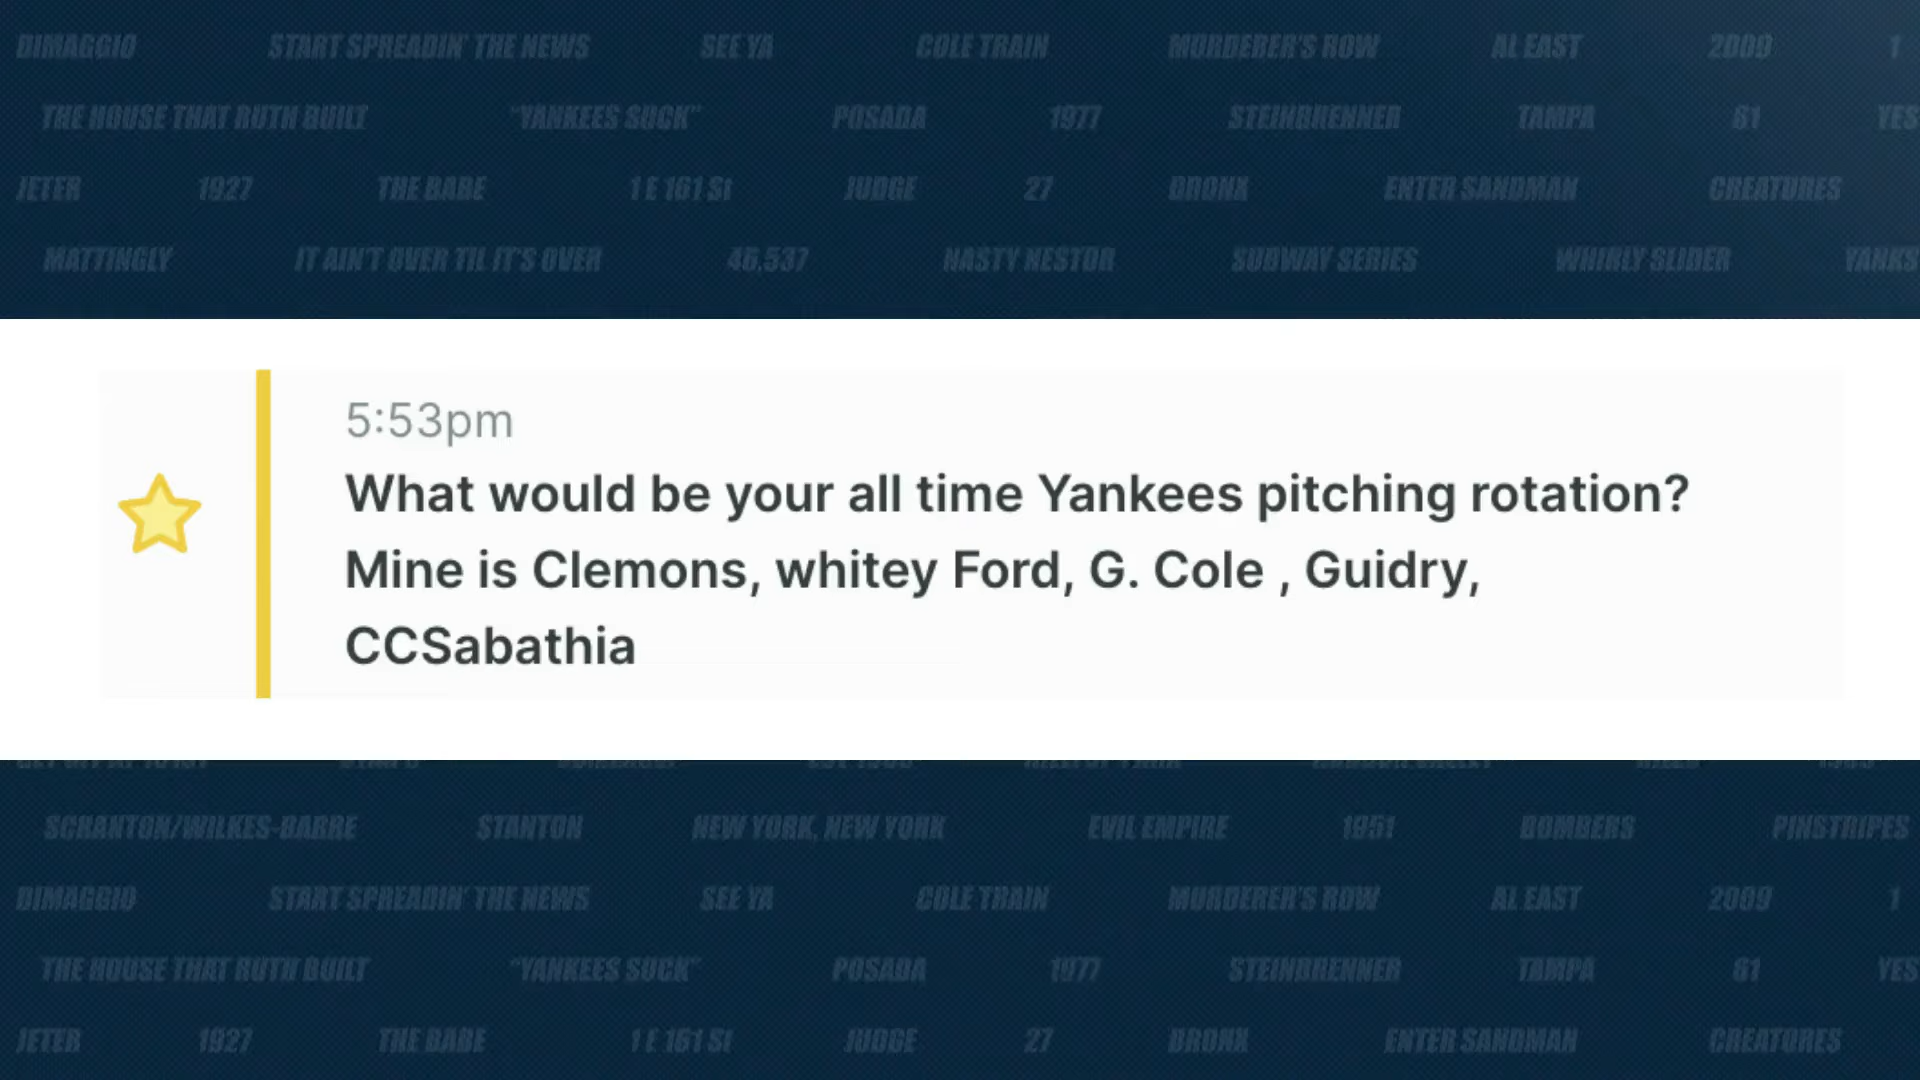 DIMAGGIO START SPREADIN' THE NEWS SEE YA COLE TRAIN MURDERER'S ROW AL EAST 2009 1
THE HOUSE THAT RUTH BUILT "YANKEES SUCK" POSADA 1977 STEINBRENNER TAMPA 61 YES
JETER 1927 THE BABE 1 E 161 St JUDGE 27 BRONX ENTER SANDMAN CREATURES
MATTINGLY IT AIN'T OVER TIL IT'S OVER 46,537 NASTY NESTOR SUBWAY SERIES WHIRLY SLIDER YANKS
5:53pm
What would be your all time Yankees pitching rotation?
Mine is Clemons, whitey Ford, G. Cole , Guidry,
CCSabathia
SCRANTON/WILKES-BARRE STANTON NEW YORK, NEW YORK EVIL EMPIRE 1951 BOMBERS PINSTRIPES
DIMAGGIO START SPREADIN' THE NEWS SEE YA COLE TRAIN MURDERER'S ROW AL EAST 2009 1
THE HOUSE THAT RUTH BUILT "YANKEES SUCK" POSADA 1977 STEINBRENNER TAMPA 61 YES
JETER 1927 THE BABE 1 E 161 St JUDGE 27 BRONX ENTER SANDMAN CREATURES